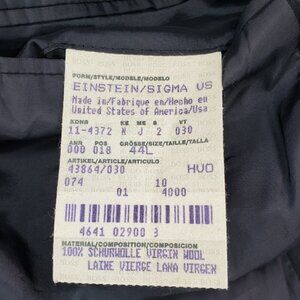 FORM/STYLE/MODELE/MODELO
EINSTEIN/SIGMA US
Made in/Fabrique en/Hecho en
United States of America/Usa
KDNR KE ME B VT
11-4372 N J 2 030
ANR POS GRÖSSE/SIZE/TAILLE/TALLA
000 018 44L
ARTIKEL/ARTICLE/ARTICULO
43864/030 HUO
074 10
01 4000
4641 02900 3
MATERIAL/COMPOSITION/COMPOSICION
100% SCHURWOLLE VIRGIN WOOL
LAINE VIERGE LANA VIRGEN